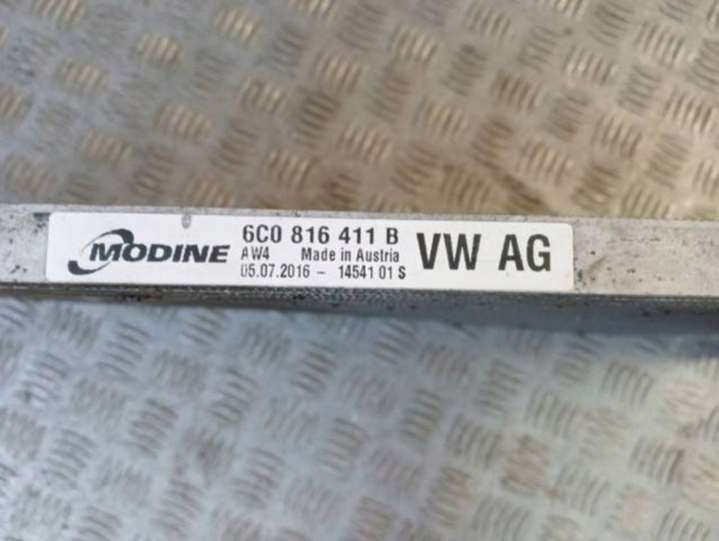 MODINE
6C0 816 411 B
AW4 Made in Austria
05.07.2016 - 14541 01 S
VW AG